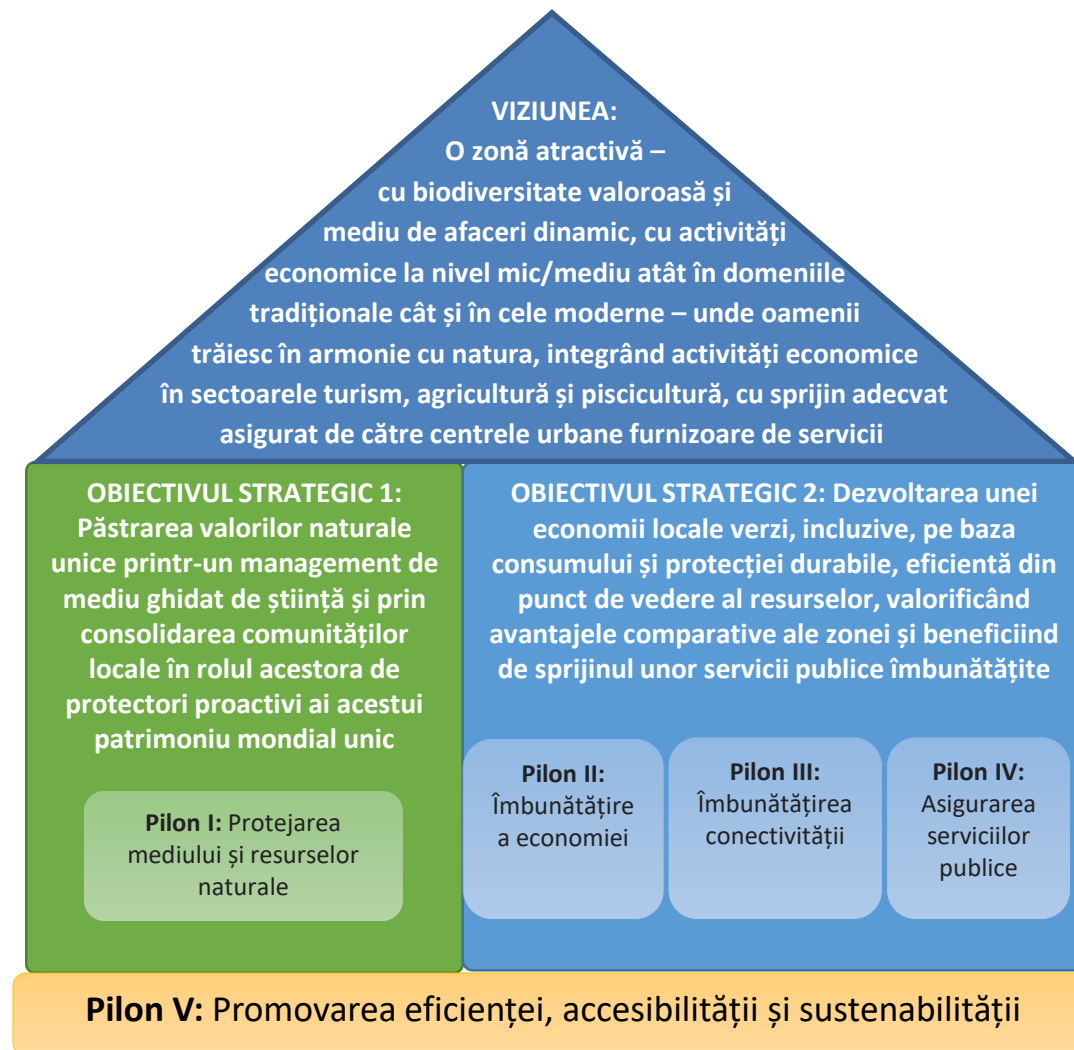 VIZIUNEA:
O zonă atractivă –
cu biodiversitate valoroasă și
mediu de afaceri dinamic, cu activități
economice la nivel mic/mediu atât în domeniile
tradiționale cât și în cele moderne – unde oamenii
trăiesc în armonie cu natura, integrând activități economice
în sectoarele turism, agricultură și piscicultură, cu sprijin adecvat
asigurat de către centrele urbane furnizoare de servicii
OBIECTIVUL STRATEGIC 1:
Păstrarea valorilor naturale
unice printr-un management de
mediu ghidat de știință și prin
consolidarea comunităților
locale în rolul acestora de
protectori proactivi ai acestui
patrimoniu mondial unic
Pilon I: Protejarea
mediului și resurselor
naturale
OBIECTIVUL STRATEGIC 2: Dezvoltarea unei
economii locale verzi, incluzive, pe baza
consumului și protecției durabile, eficientă din
punct de vedere al resurselor, valorificând
avantajele comparative ale zonei și beneficiind
de sprijinul unor servicii publice îmbunătățite
Pilon II:
Îmbunătățire
a economiei
Pilon III:
Îmbunătățirea
conectivității
Pilon IV:
Asigurarea
serviciilor
publice
Pilon V: Promovarea eficienței, accesibilității și sustenabilității